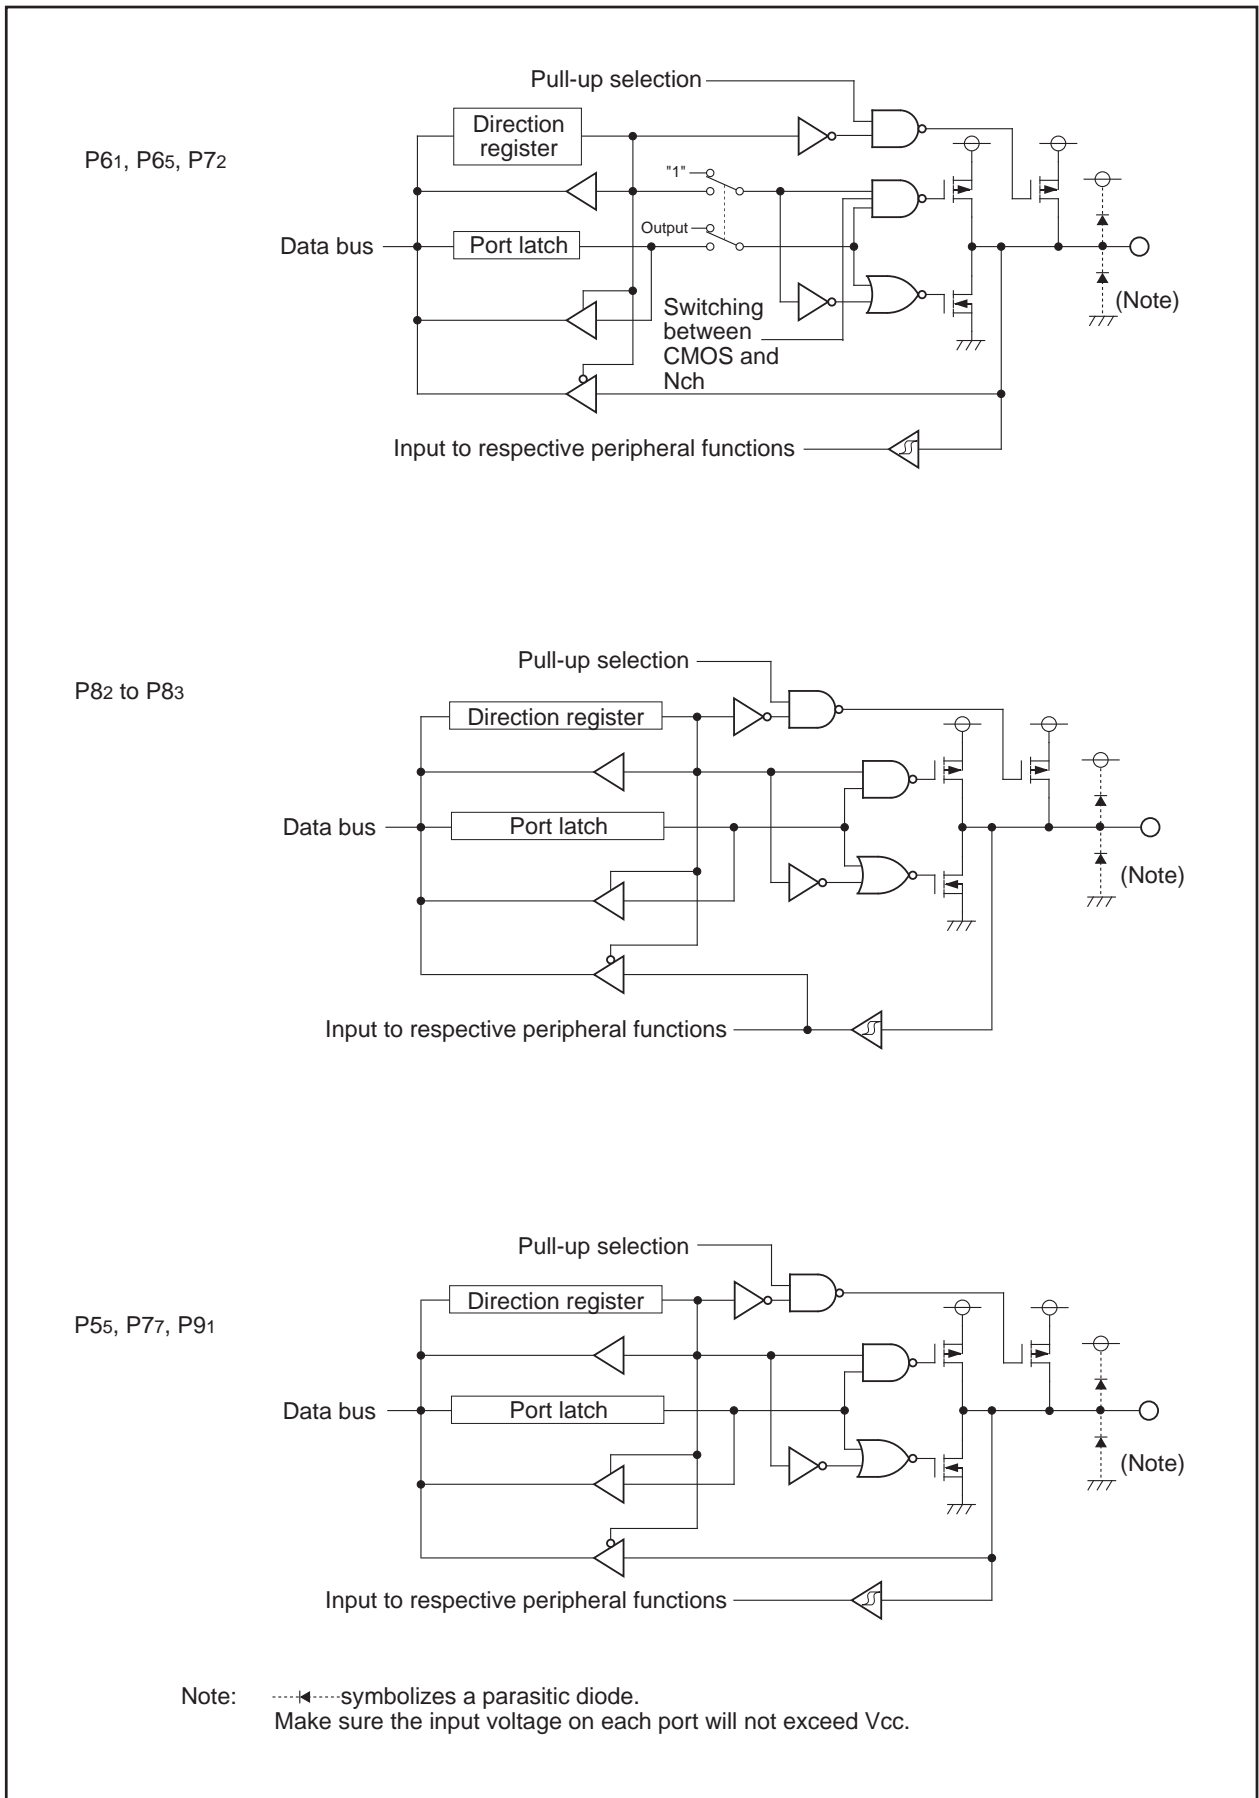 Pull-up selection
Direction
register
P61, P65, P72
"1"
Output
Data bus
Port latch
(Note)
Switching
between
CMOS and
Nch
Input to respective peripheral functions
Pull-up selection
P82 to P83
Direction register
Data bus
Port latch
(Note)
Input to respective peripheral functions
Pull-up selection
Direction register
P55, P77, P91
Data bus
Port latch
(Note)
Input to respective peripheral functions
Note: symbolizes a parasitic diode.
Make sure the input voltage on each port will not exceed Vcc.